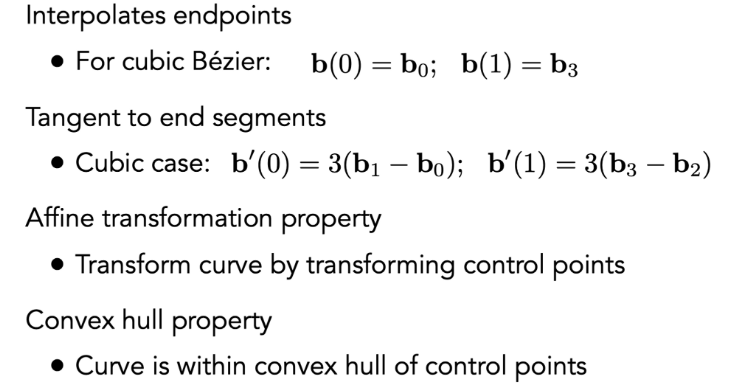 Interpolates endpoints
• For cubic Bézier: b(0) = b₀; b(1) = b₃
Tangent to end segments
• Cubic case: b′(0) = 3(b₁ − b₀); b′(1) = 3(b₃ − b₂)
Affine transformation property
• Transform curve by transforming control points
Convex hull property
• Curve is within convex hull of control points